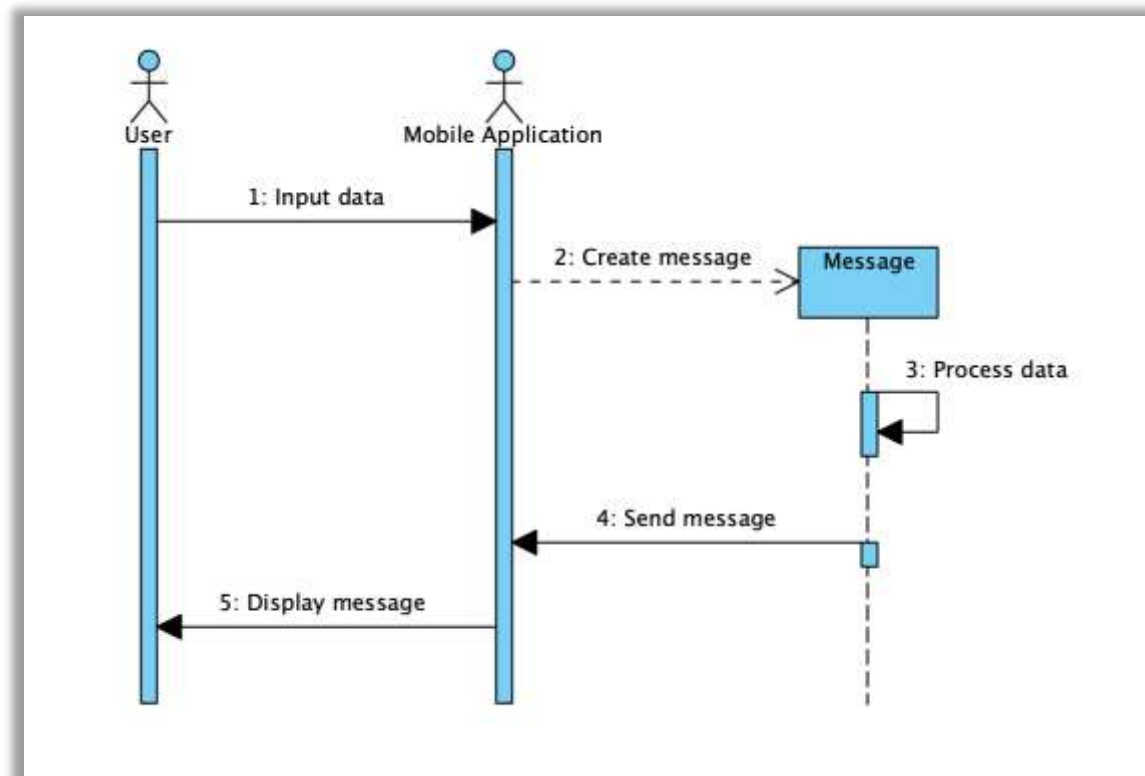 User
Mobile Application
1: Input data
2: Create message
Message
3: Process data
4: Send message
5: Display message